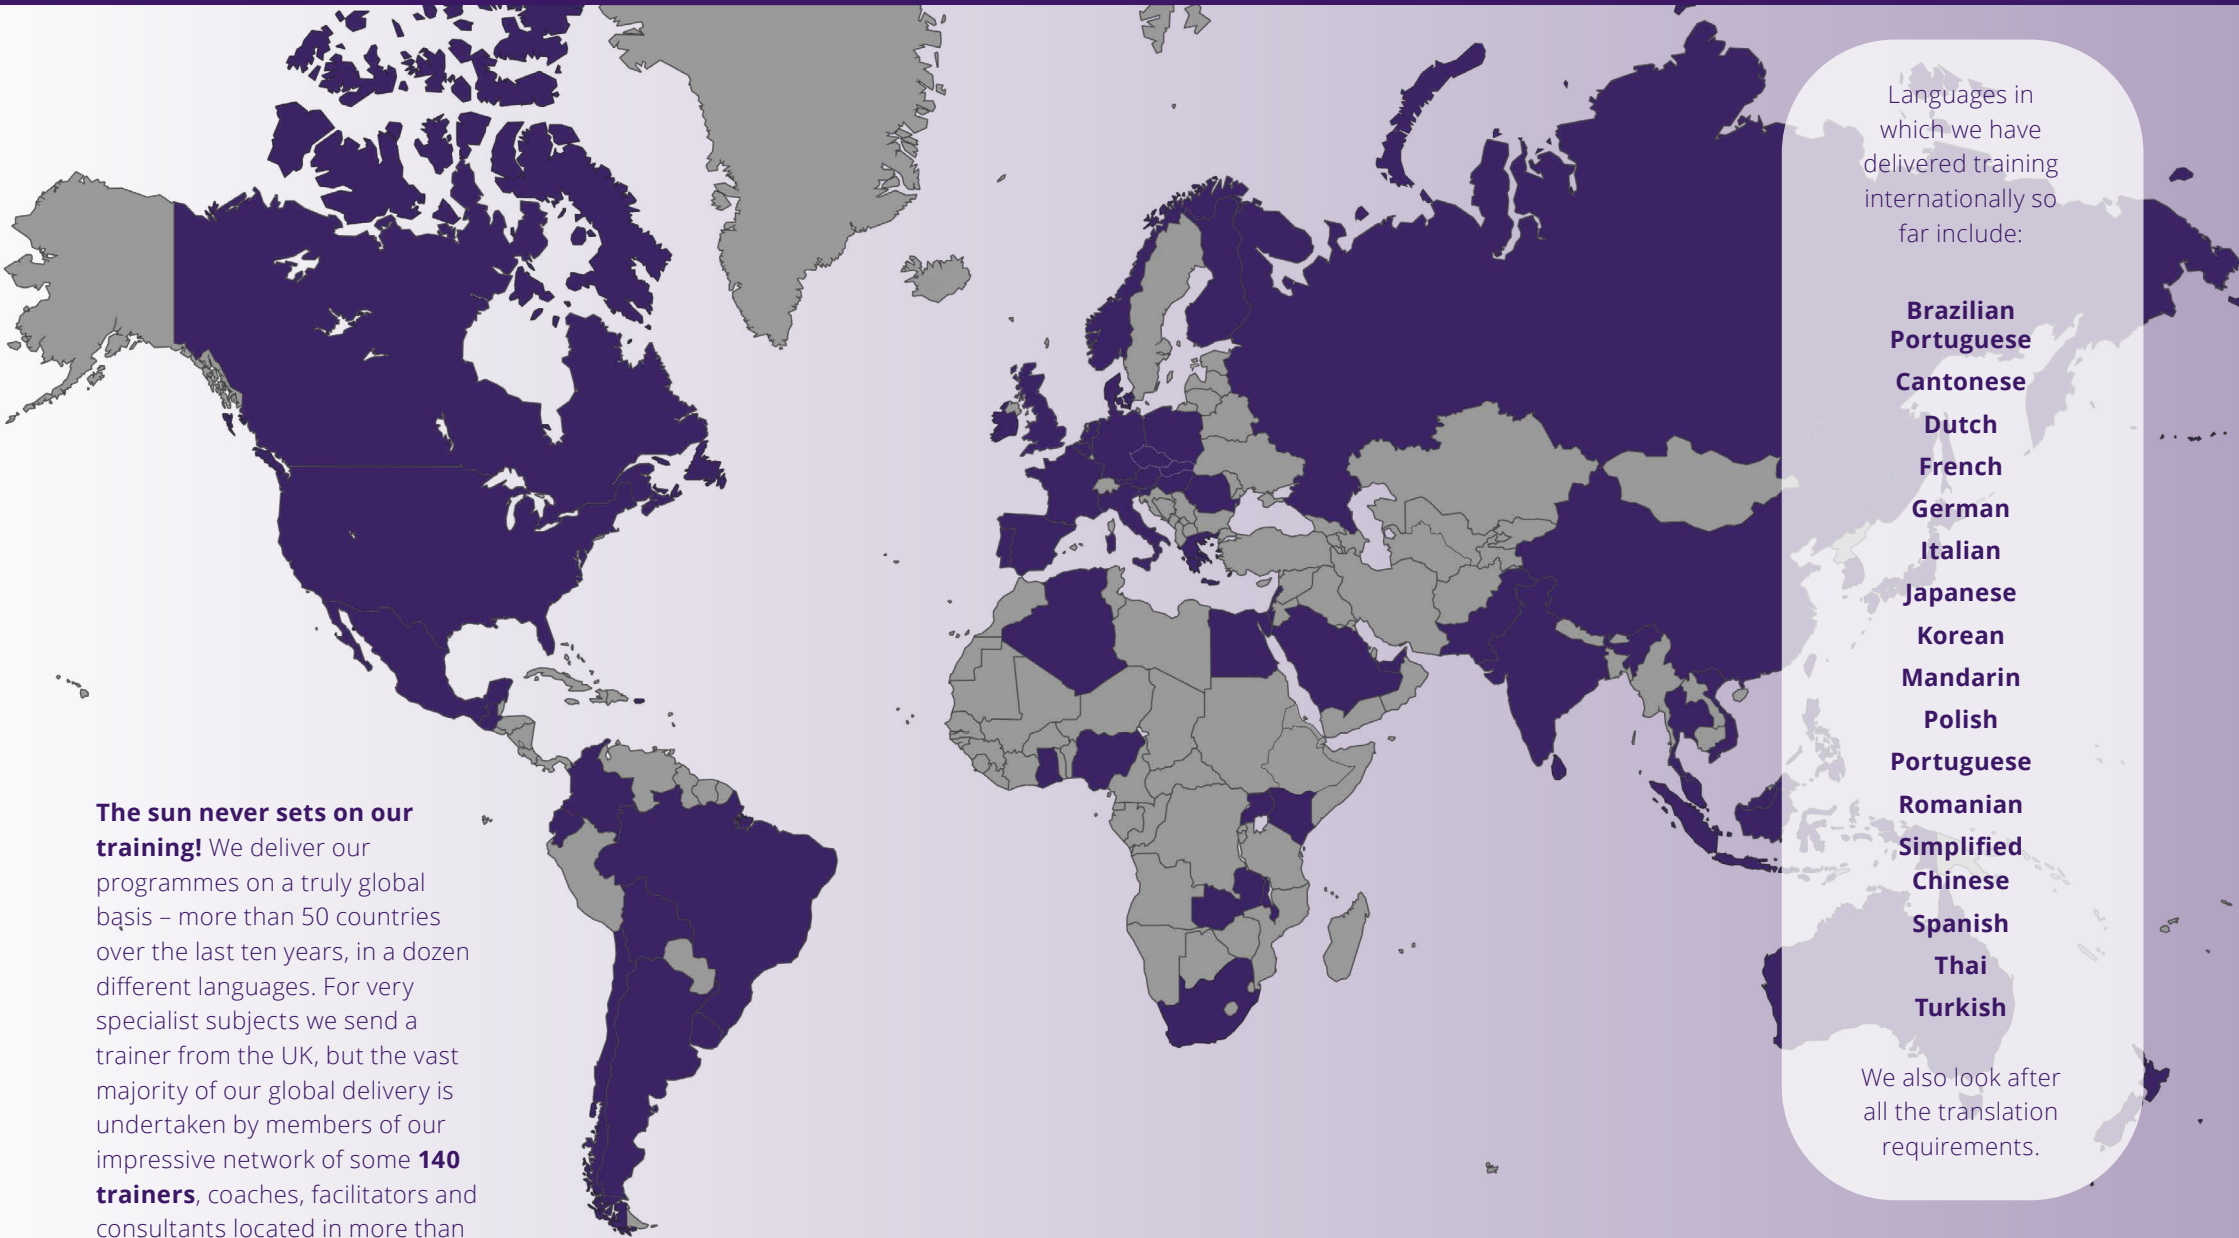 The sun never sets on our
training! We deliver our
programmes on a truly global
basis – more than 50 countries
over the last ten years, in a dozen
different languages. For very
specialist subjects we send a
trainer from the UK, but the vast
majority of our global delivery is
undertaken by members of our
impressive network of some 140
trainers, coaches, facilitators and
consultants located in more than
Languages in
which we have
delivered training
internationally so
far include:
Brazilian
Portuguese
Cantonese
Dutch
French
German
Italian
Japanese
Korean
Mandarin
Polish
Portuguese
Romanian
Simplified
Chinese
Spanish
Thai
Turkish
We also look after
all the translation
requirements.